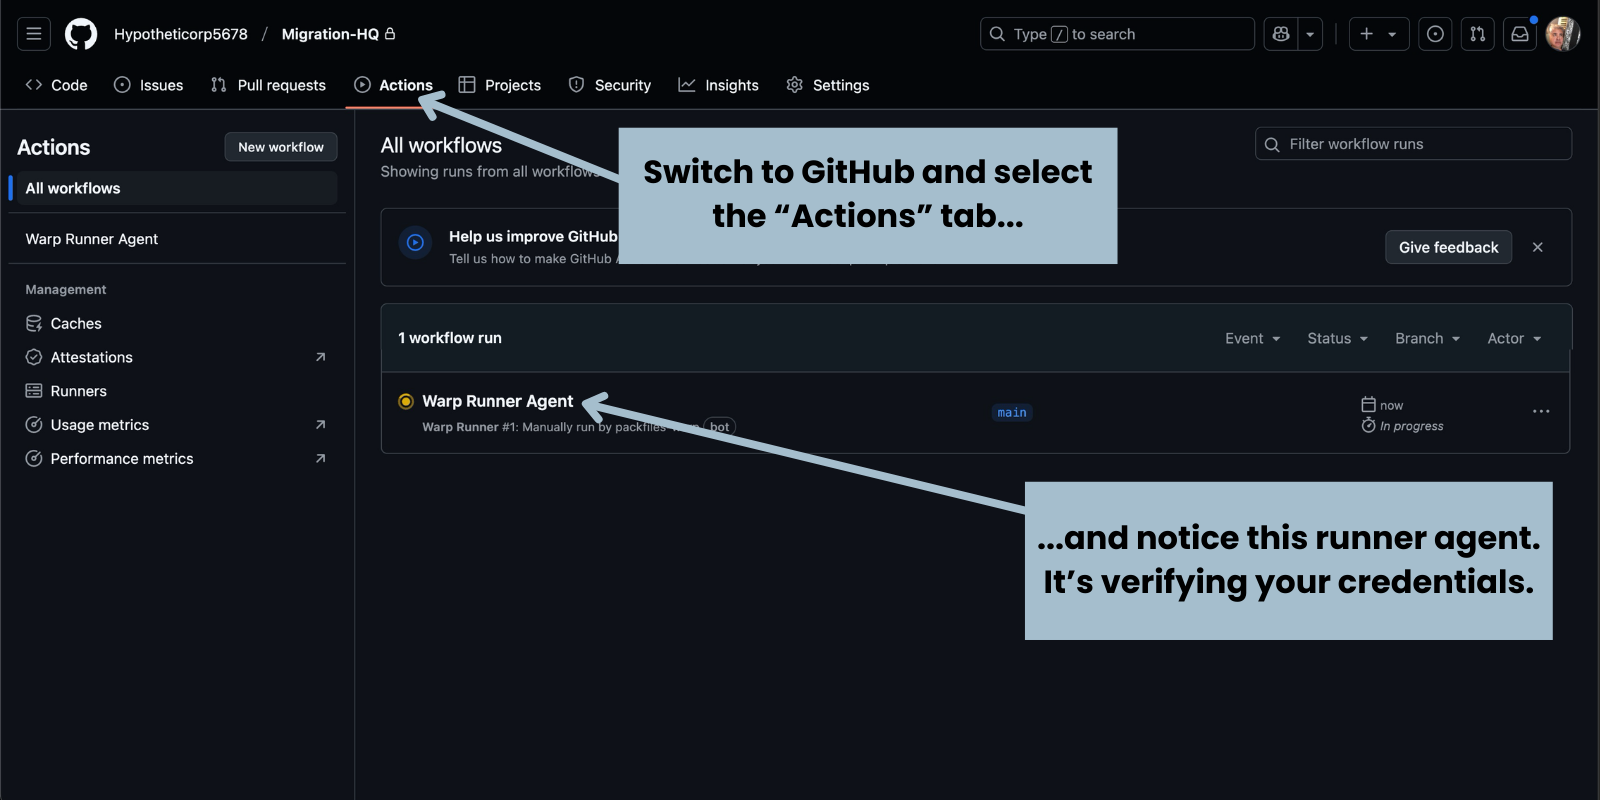 Hypotheticorp5678 / Migration-HQ
Type / to search
Code Issues Pull requests Actions Projects Security Insights Settings
Actions
New workflow
All workflows
Warp Runner Agent
Management
Caches
Attestations
Runners
Usage metrics
Performance metrics
All workflows
Showing runs from all workflows
Filter workflow runs
Switch to GitHub and select
the “Actions” tab...
Help us improve GitHub
Tell us how to make GitHub
Give feedback
1 workflow run
Event Status Branch Actor
Warp Runner Agent
Warp Runner #1: Manually run by packfiles-warp bot
main
now
In progress
...and notice this runner agent.
It’s verifying your credentials.